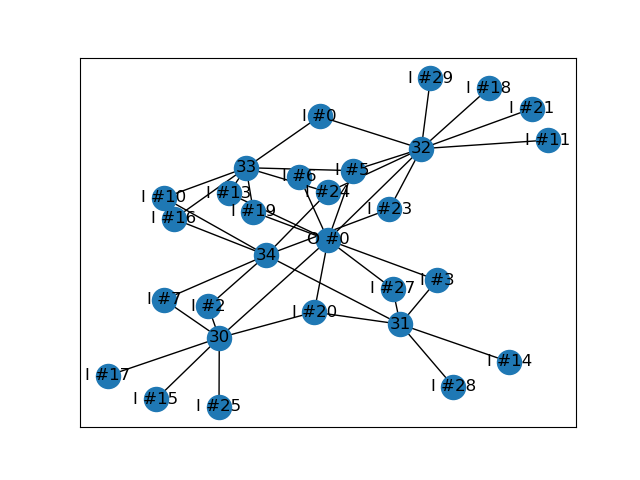 I #29
I #18
I #21
I #0
I #11
32
33
I #5
I #6
I #13
I #24
I #10
I #19
I #23
I #16
O #0
34
I #3
I #27
I #7
I #2
I #20
31
30
I #14
I #17
I #28
I #15
I #25